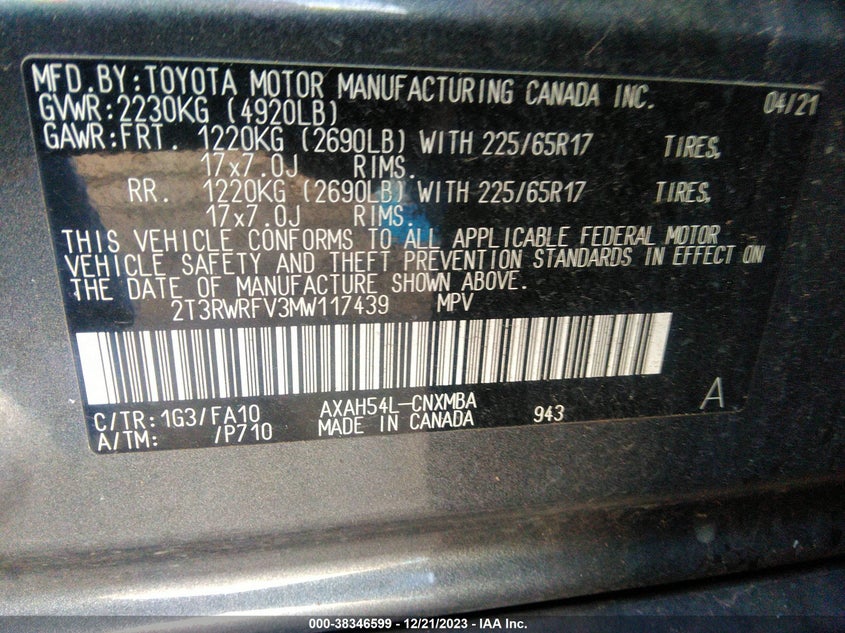 MFD.BY:TOYOTA MOTOR MANUFACTURING CANADA INC. 04/21
GVWR:2230KG (4920LB)
GAWR:FRT. 1220KG (2690LB) WITH 225/65R17 TIRES,
17x7.0J RIMS.
RR. 1220KG (2690LB) WITH 225/65R17 TIRES,
17x7.0J RIMS.
THIS VEHICLE CONFORMS TO ALL APPLICABLE FEDERAL MOTOR
VEHICLE SAFETY AND THEFT PREVENTION STANDARDS IN EFFECT ON
THE DATE OF MANUFACTURE SHOWN ABOVE.
2T3RWRFV3MW117439 MPV
C/TR:1G3/FA10 AXAH54L-CNXMBA 943 A
A/TM: /P710 MADE IN CANADA
000-38346599 - 12/21/2023 - IAA Inc.